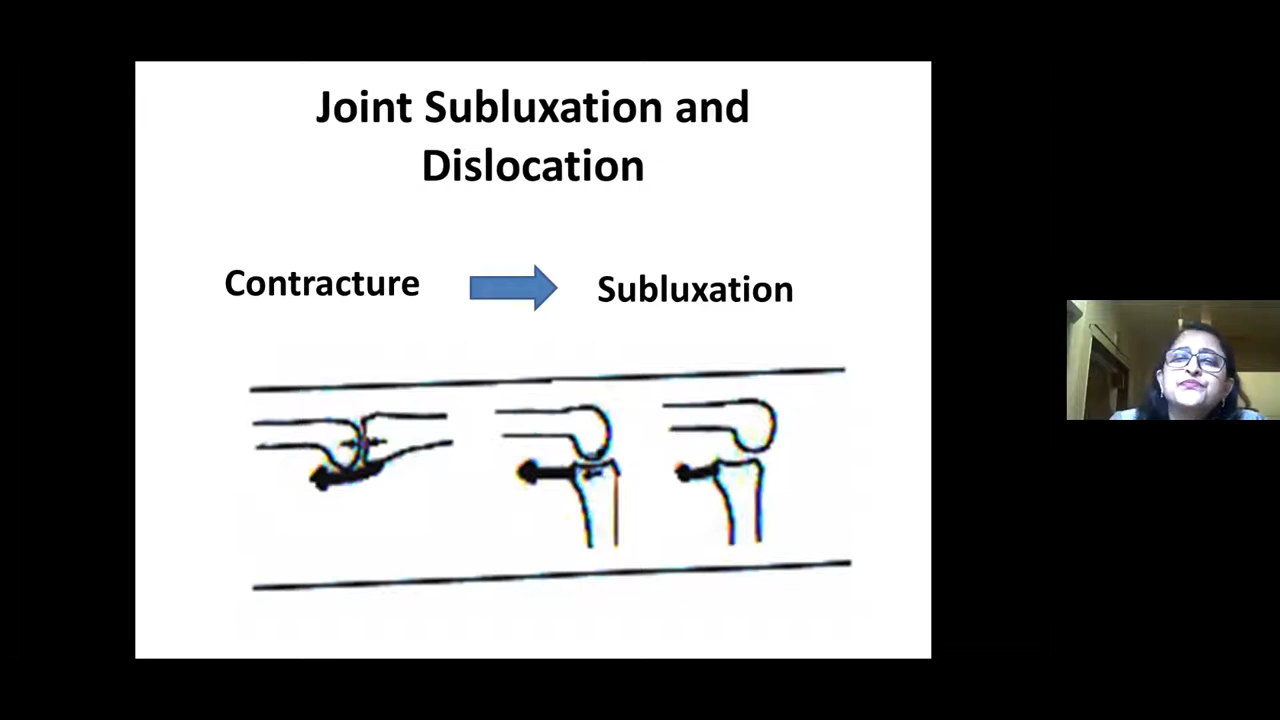 Joint Subluxation and
Dislocation
Contracture
Subluxation